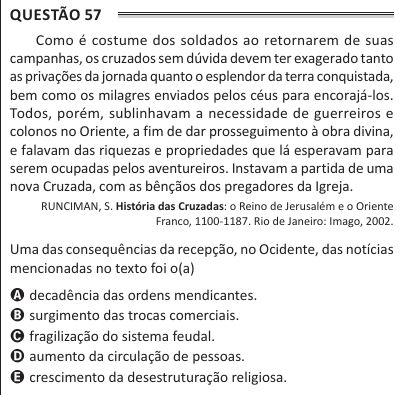 QUESTÃO 57
Como é costume dos soldados ao retornarem de suas
campanhas, os cruzados sem dúvida devem ter exagerado tanto
as privações da jornada quanto o esplendor da terra conquistada,
bem como os milagres enviados pelos céus para encorajá-los.
Todos, porém, sublinhavam a necessidade de guerreiros e
colonos no Oriente, a fim de dar prosseguimento à obra divina,
e falavam das riquezas e propriedades que lá esperavam para
serem ocupadas pelos aventureiros. Instavam a partida de uma
nova Cruzada, com as bênçãos dos pregadores da Igreja.
RUNCIMAN, S. História das Cruzadas: o Reino de Jerusalém e o Oriente
Franco, 1100-1187. Rio de Janeiro: Imago, 2002.
Uma das consequências da recepção, no Ocidente, das notícias
mencionadas no texto foi o(a)
A decadência das ordens mendicantes.
B surgimento das trocas comerciais.
C fragilização do sistema feudal.
D aumento da circulação de pessoas.
E crescimento da desestruturação religiosa.